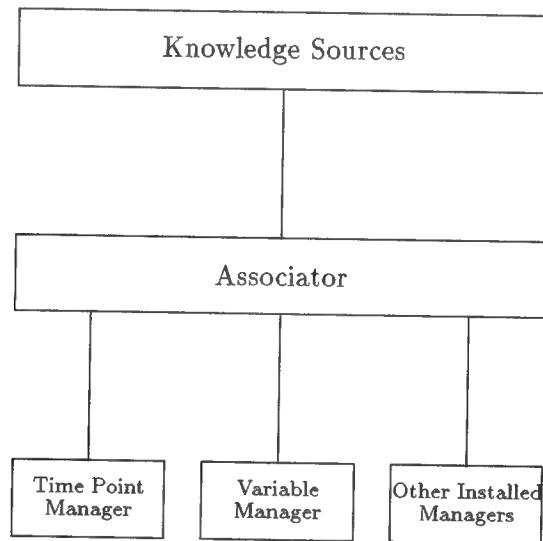 Knowledge Sources
Associator
Time Point
Manager
Variable
Manager
Other Installed
Managers